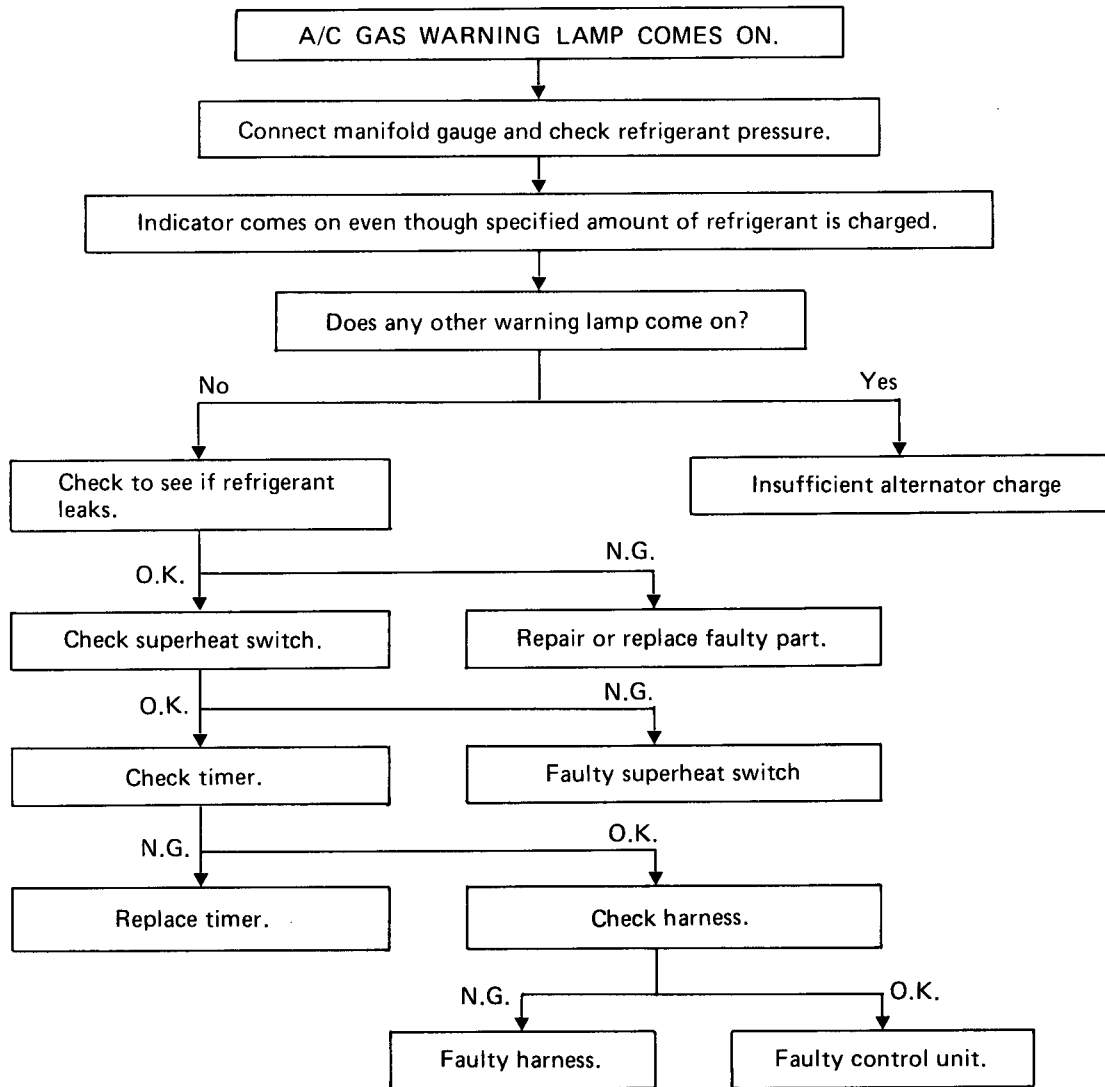 A/C GAS WARNING LAMP COMES ON.
Connect manifold gauge and check refrigerant pressure.
Indicator comes on even though specified amount of refrigerant is charged.
Does any other warning lamp come on?
No
Yes
Check to see if refrigerant
leaks.
Insufficient alternator charge
O.K.
N.G.
Check superheat switch.
Repair or replace faulty part.
O.K.
N.G.
Check timer.
Faulty superheat switch
N.G.
O.K.
Replace timer.
Check harness.
N.G.
O.K.
Faulty harness.
Faulty control unit.